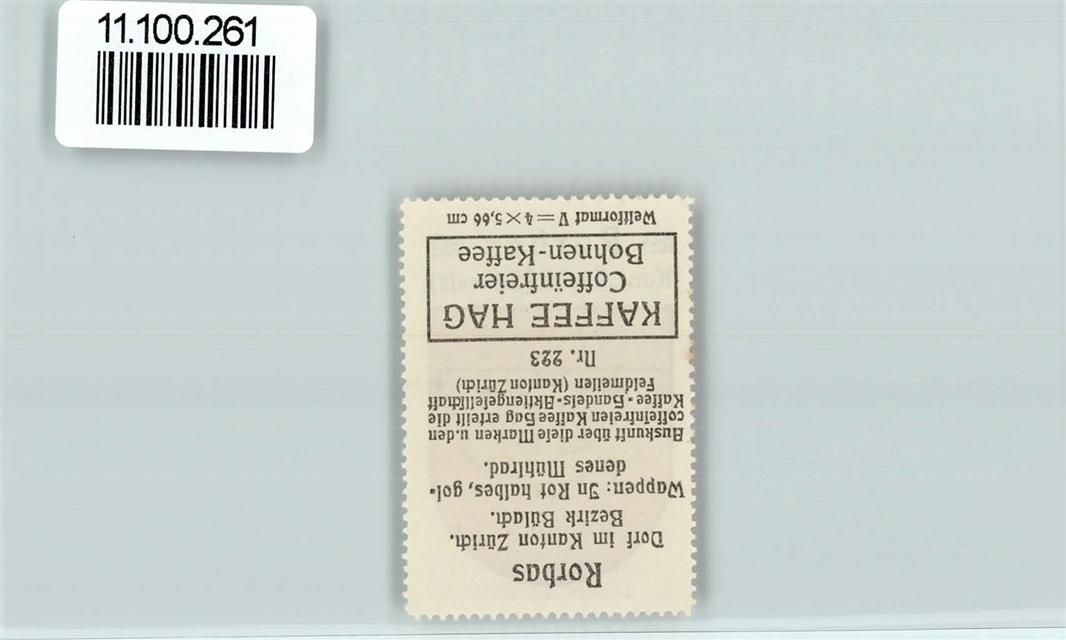 11.100.261
Rorbas
Dorf im Kanton Zürich.
Bezirk Bülach.
Wappen: In Rot halbes, gol-
denes Mühlrad.
Auskunft über diese Marken u. den
coffeinfreien Kaffee Hag erteilt die
Kaffee-Handels-Aktiengesellschaft
Feldmeilen (Kanton Zürich)
Nr. 223
KAFFEE HAG
Coffeïnfreier
Bohnen-Kaffee
Weltformat V = 4 × 5,66 cm